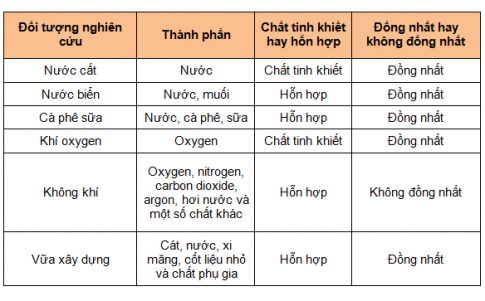 Đối tượng nghiên cứu
Thành phần
Chất tinh khiết hay hỗn hợp
Đồng nhất hay không đồng nhất
Nước cất
Nước
Chất tinh khiết
Đồng nhất
Nước biển
Nước, muối
Hỗn hợp
Đồng nhất
Cà phê sữa
Nước, cà phê, sữa
Hỗn hợp
Đồng nhất
Khí oxygen
Oxygen
Chất tinh khiết
Đồng nhất
Không khí
Oxygen, nitrogen,
carbon dioxide,
argon, hơi nước và
một số chất khác
Hỗn hợp
Không đồng nhất
Vữa xây dựng
Cát, nước, xi
măng, cốt liệu nhỏ
và chất phụ gia
Hỗn hợp
Đồng nhất